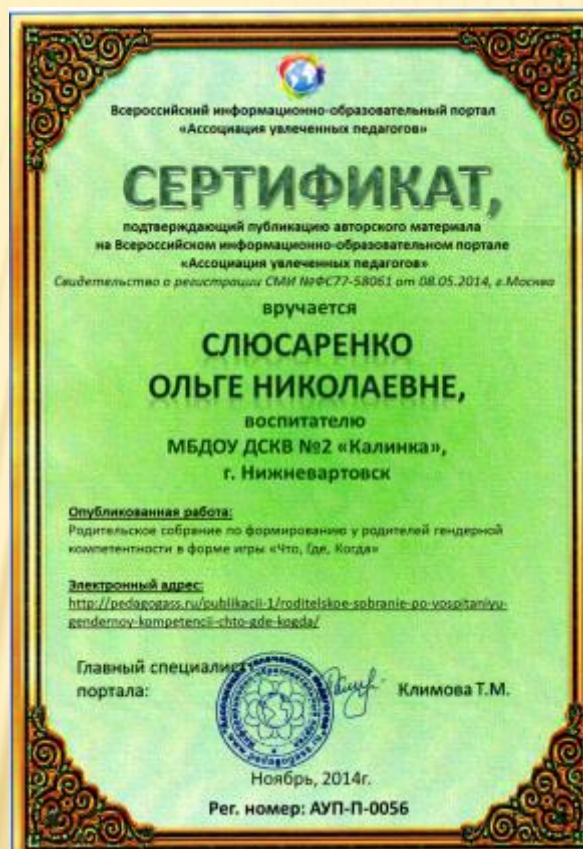 Всероссийский информационно-образовательный портал
«Ассоциация увлеченных педагогов»
СЕРТИФИКАТ,
подтверждающий публикацию авторского материала
на Всероссийском информационно-образовательном портале
«Ассоциация увлеченных педагогов»
Свидетельство о регистрации СМИ №ФС77-58061 от 08.05.2014, г.Москва
вручается
СЛЮСАРЕНКО
ОЛЬГЕ НИКОЛАЕВНЕ,
воспитателю
МБДОУ ДСКВ №2 «Калинка»,
г. Нижневартовск
Опубликованная работа:
Родительское собрание по формированию у родителей гендерной
компетентности в форме игры «Что, Где, Когда»
Электронный адрес:
http://pedagogass.ru/publikacii-1/roditelskoe-sobranie-po-vospitaniyu-
gendernoy-kompetencii-chto-gde-kogda/
Главный специалист
портала:
Климова Т.М.
Ноябрь, 2014г.
Рег. номер: АУП-П-0056